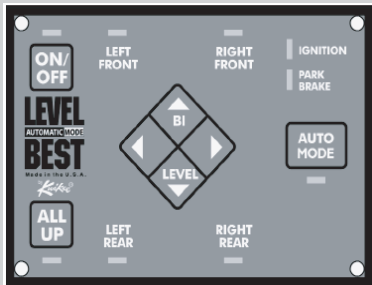 ON/
OFF
LEFT
FRONT
RIGHT
FRONT
IGNITION
PARK
BRAKE
LEVEL
AUTOMATIC MODE
BEST
Made in the U.S.A.
BI
LEVEL
AUTO
MODE
ALL
UP
LEFT
REAR
RIGHT
REAR